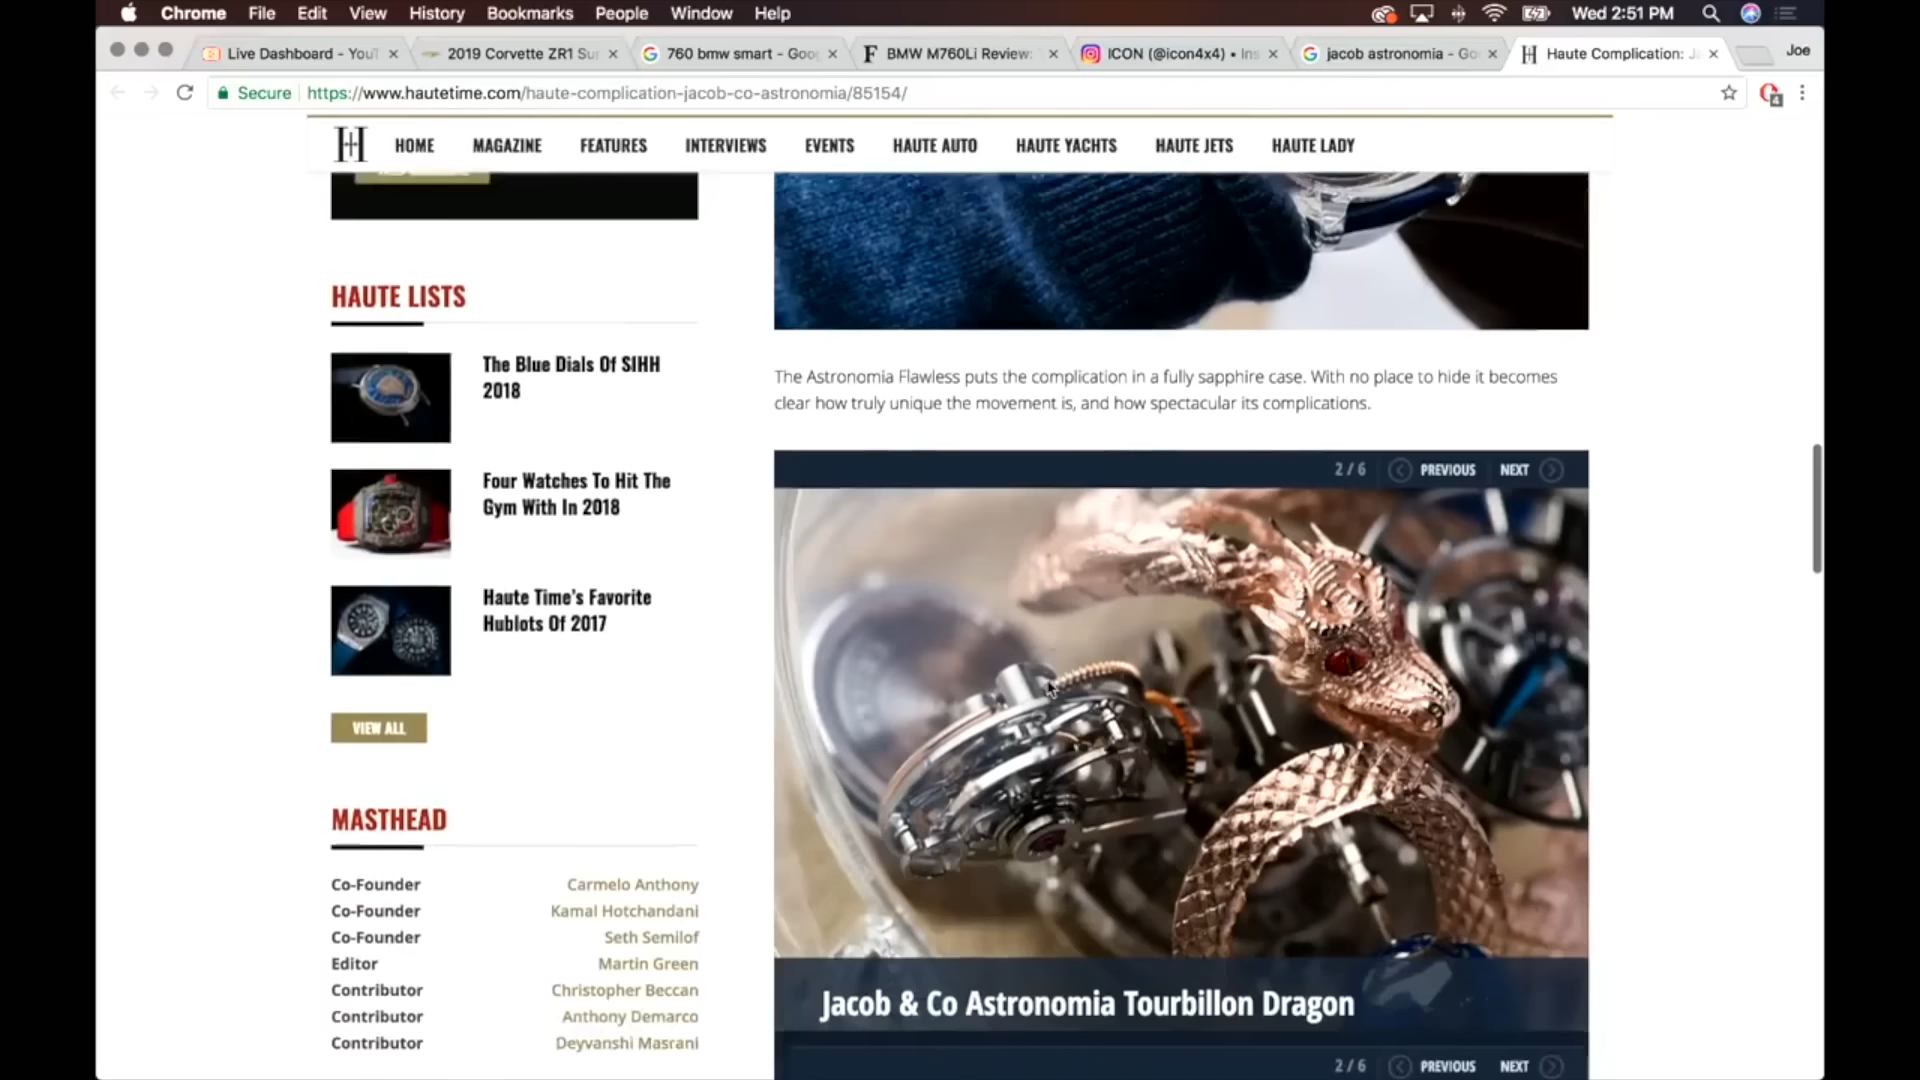 Chrome File Edit View History Bookmarks People Window Help Wed 2:51 PM
Live Dashboard - YouT 2019 Corvette ZR1 Su 760 bmw smart - Goo BMW M760Li Review: ICON (@icon4x4) • Ins jacob astronomia - Go Haute Complication: Ja Joe
Secure https://www.hautetime.com/haute-complication-jacob-co-astronomia/85154/ 4
H HOME MAGAZINE FEATURES INTERVIEWS EVENTS HAUTE AUTO HAUTE YACHTS HAUTE JETS HAUTE LADY
HAUTE LISTS
The Blue Dials Of SIHH
2018
Four Watches To Hit The
Gym With In 2018
Haute Time's Favorite
Hublots Of 2017
VIEW ALL
MASTHEAD
Co-Founder Carmelo Anthony
Co-Founder Kamal Hotchandani
Co-Founder Seth Semilof
Editor Martin Green
Contributor Christopher Beccan
Contributor Anthony Demarco
Contributor Deyvanshi Masrani
The Astronomia Flawless puts the complication in a fully sapphire case. With no place to hide it becomes
clear how truly unique the movement is, and how spectacular its complications.
2 / 6 PREVIOUS NEXT
Jacob & Co Astronomia Tourbillon Dragon
2 / 6 PREVIOUS NEXT